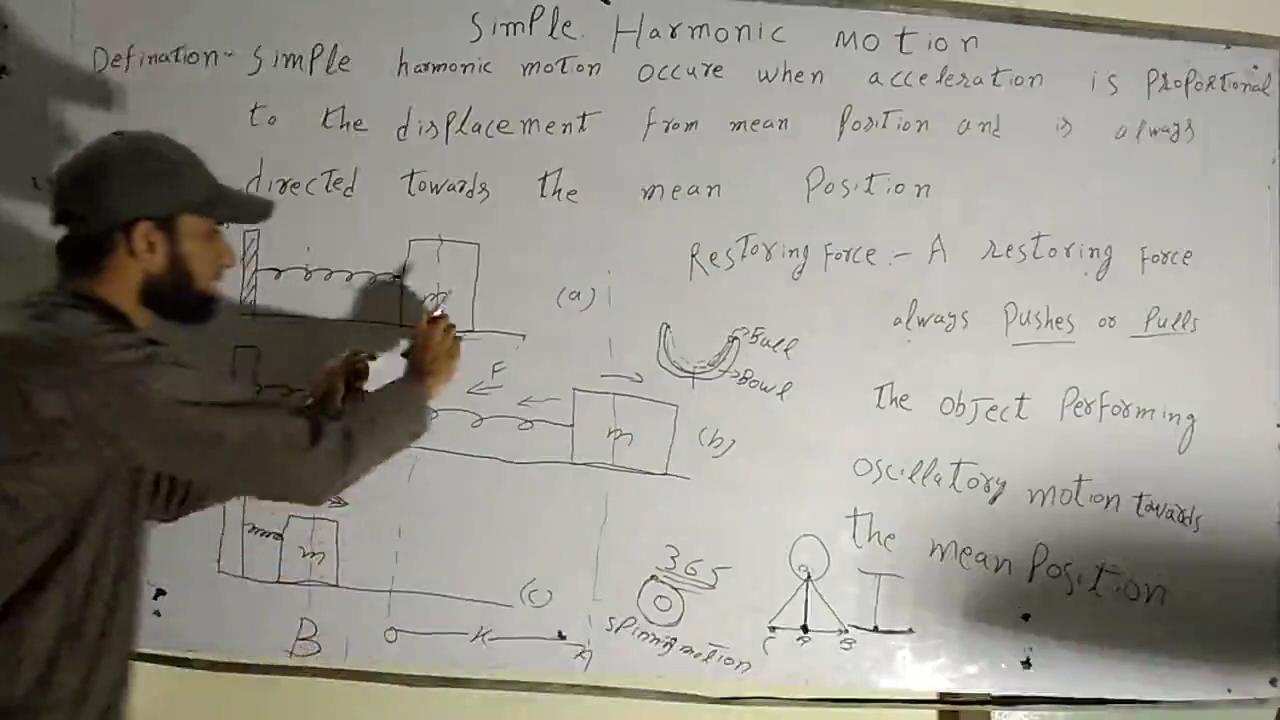 Simple Harmonic motion
Defination - Simple harmonic motion occure when acceleration is proportional
to the displacement from mean position and is always
directed towards the mean position
Restoring Force :- A restoring force
always pushes or pulls
the object performing
oscillatory motion towards
the mean position
m
(a)
Ball
Bowl
F
m
(b)
m
(c)
B
O
A
365
Spinning motion
C A B